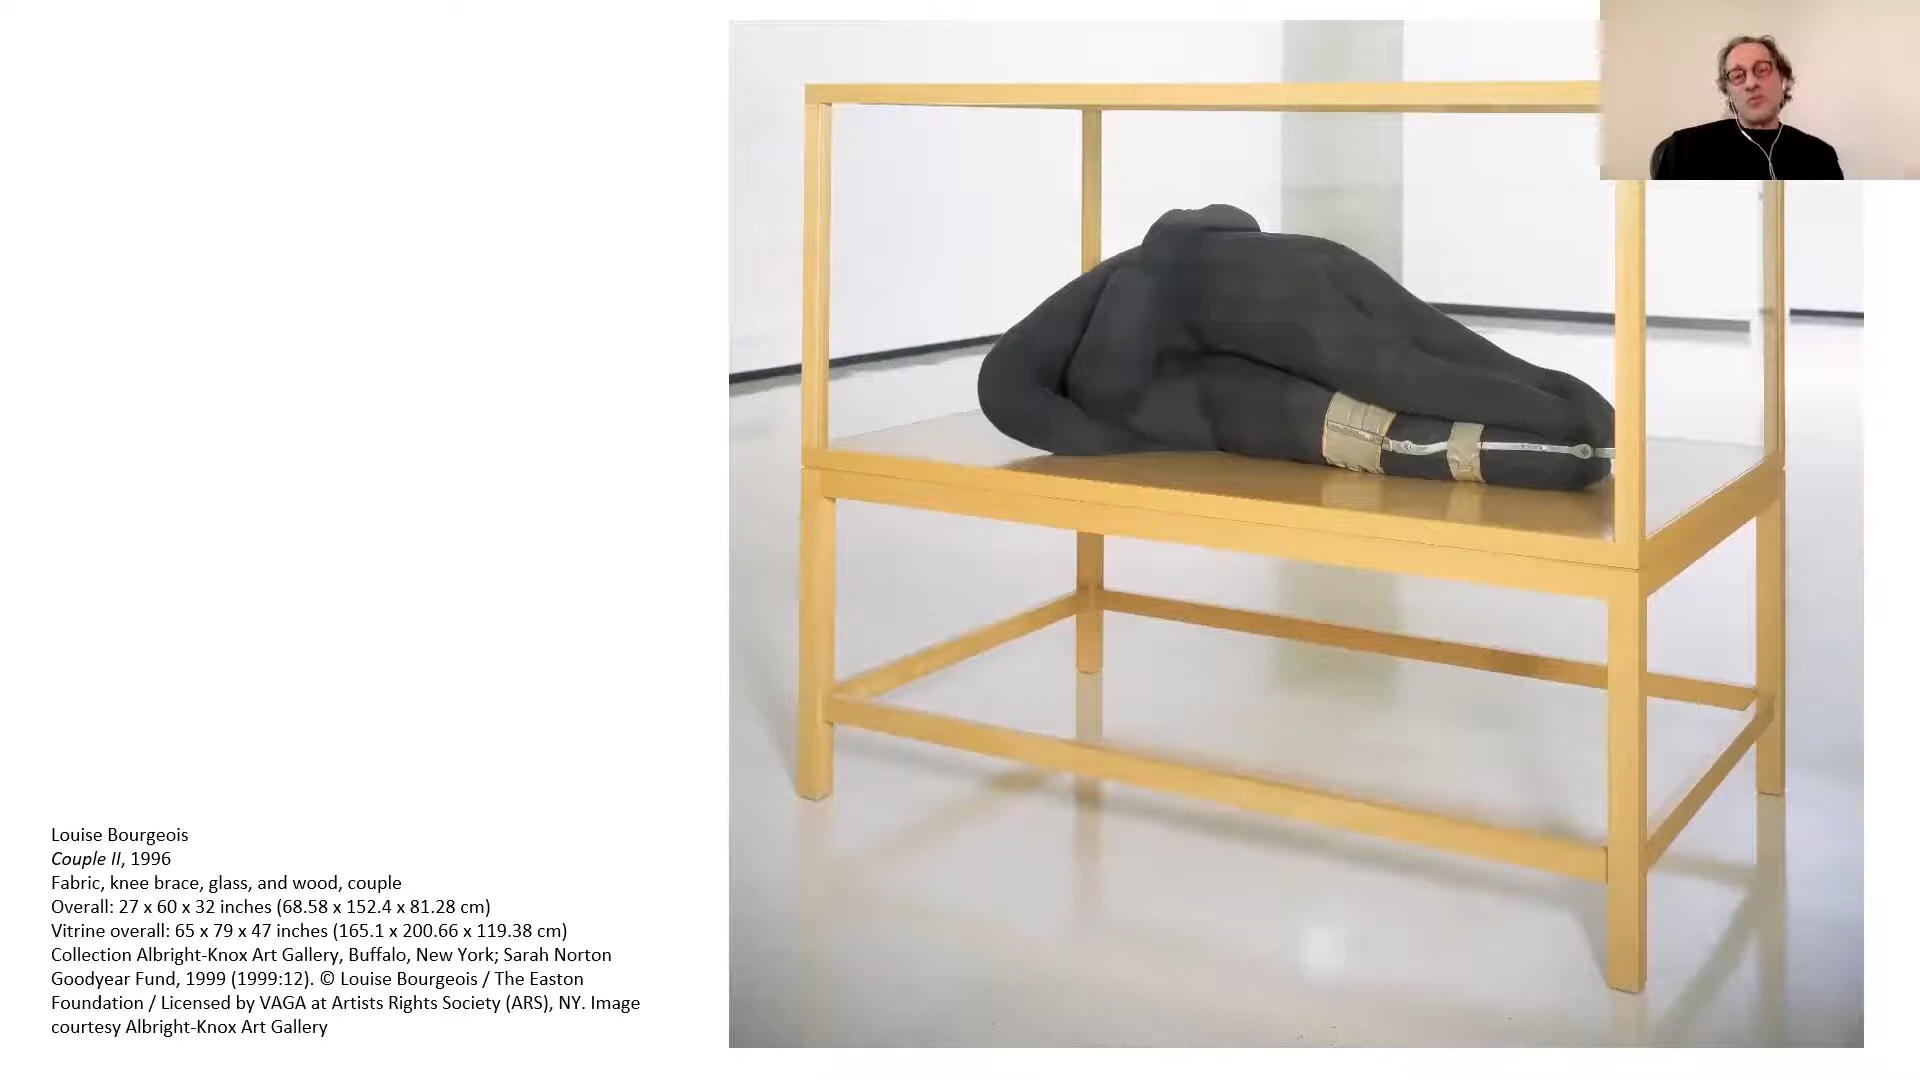 Louise Bourgeois
Couple II, 1996
Fabric, knee brace, glass, and wood, couple
Overall: 27 x 60 x 32 inches (68.58 x 152.4 x 81.28 cm)
Vitrine overall: 65 x 79 x 47 inches (165.1 x 200.66 x 119.38 cm)
Collection Albright-Knox Art Gallery, Buffalo, New York; Sarah Norton
Goodyear Fund, 1999 (1999:12). © Louise Bourgeois / The Easton
Foundation / Licensed by VAGA at Artists Rights Society (ARS), NY. Image
courtesy Albright-Knox Art Gallery